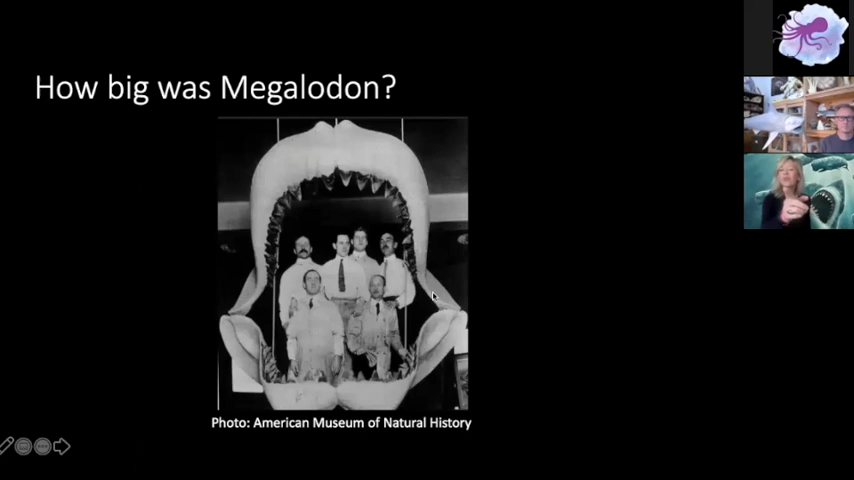 How big was Megalodon?
Photo: American Museum of Natural History